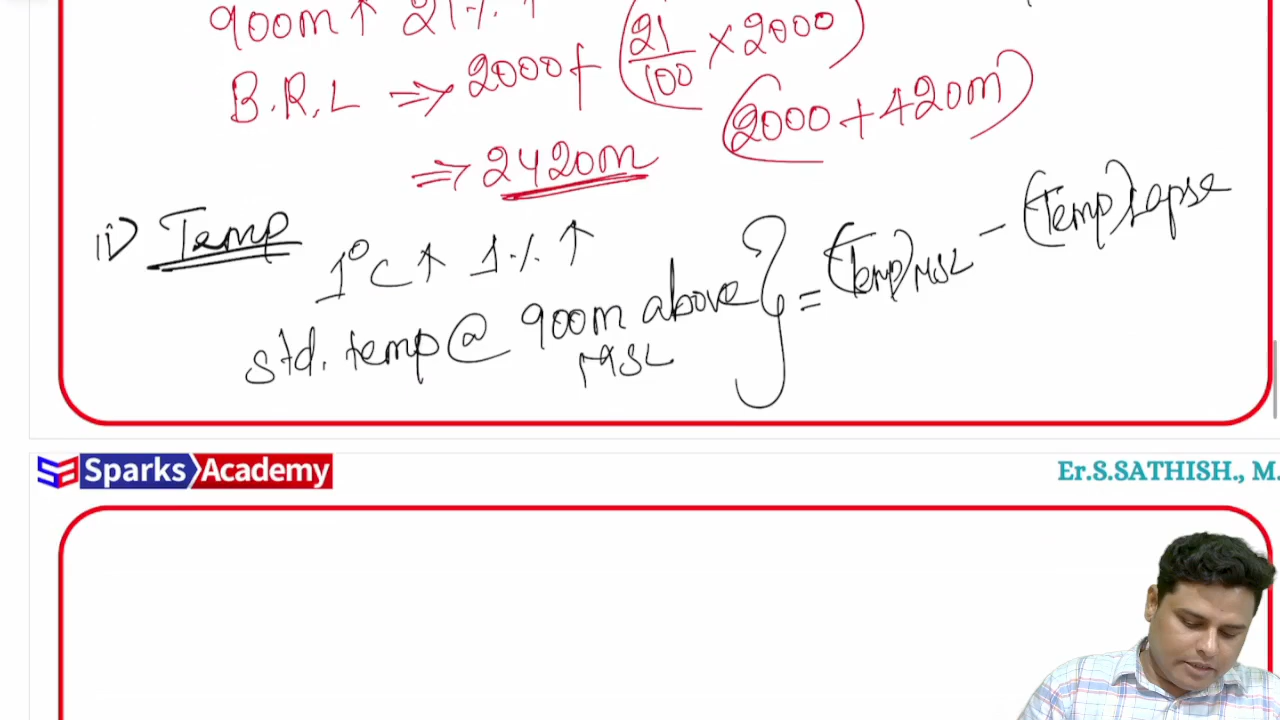 900m ↑ 21 % ↑
B.R.L ⇒ 2000 + (21/100 × 2000)
(2000 + 420m)
⇒ 2420m
ii) Temp
1°C ↑ 1 % ↑
std. temp @ 900m above MSL } = (Temp)MSL - (Temp)Lapse
Sparks Academy
Er.S.SATHISH., M.